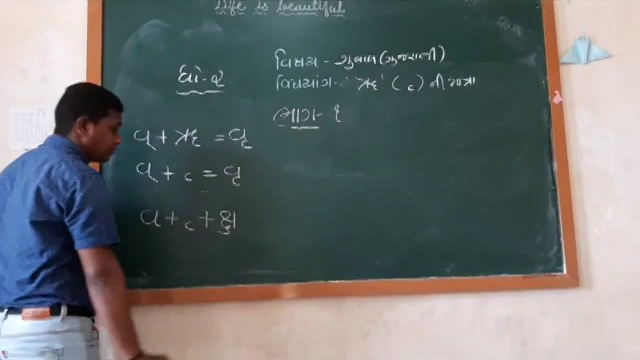 Life is beautiful
વિષય - ગુજરાતી)
ધો-૨
વિષયાંગ - ઋ ( ૃ ) ની માત્રા
ભાગ - ૧
વ્ + ઋ = વૃ
વ્ + ૃ = વૃ
વ + ૃ + ક્ષ